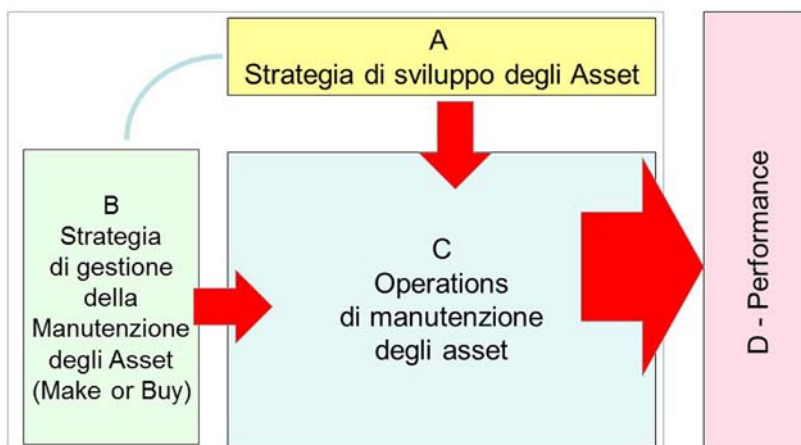 A
Strategia di sviluppo degli Asset
B
Strategia
di gestione
della
Manutenzione
degli Asset
(Make or Buy)
C
Operations
di manutenzione
degli asset
D - Performance